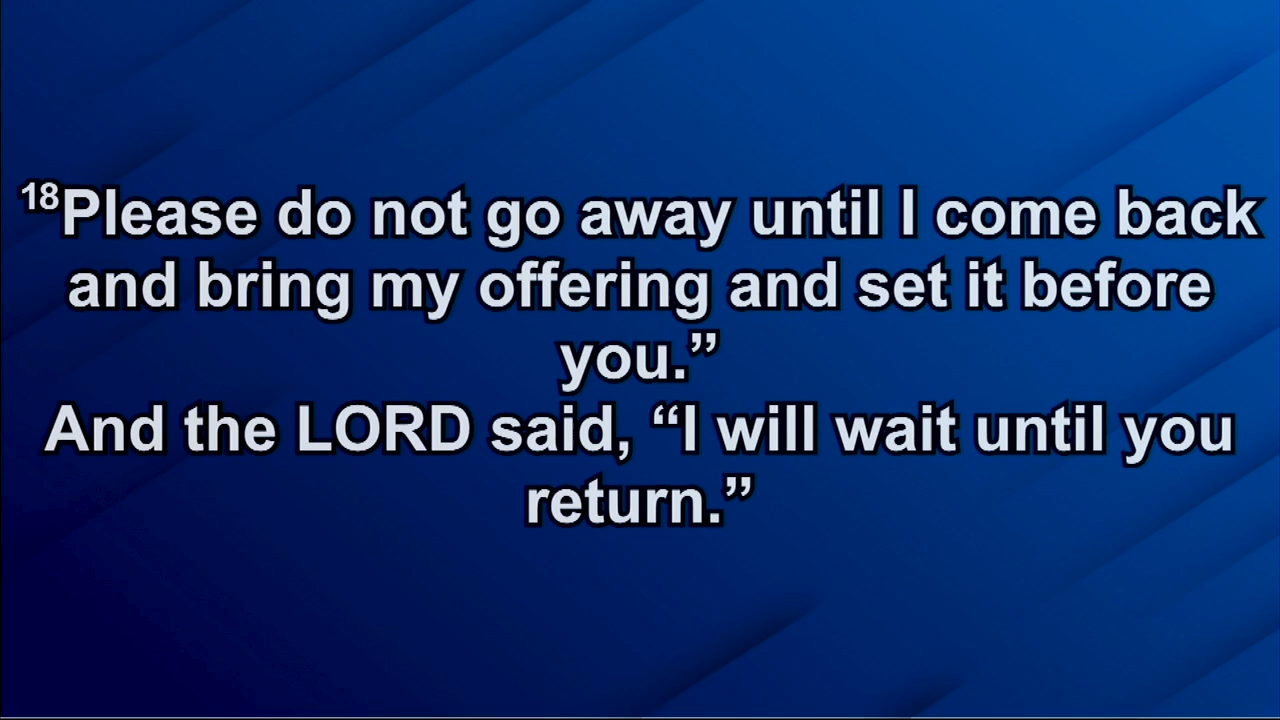 ¹⁸Please do not go away until I come back
and bring my offering and set it before
you.”
And the LORD said, “I will wait until you
return.”